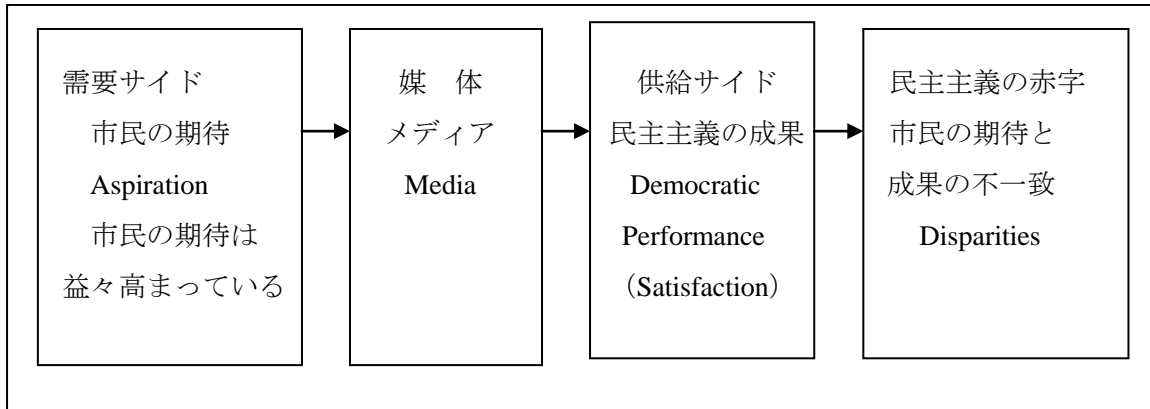 需要サイド
市民の期待
Aspiration
市民の期待は
益々高まっている
媒　体
メディア
Media
供給サイド
民主主義の成果
Democratic
Performance
（Satisfaction）
民主主義の赤字
市民の期待と
成果の不一致
Disparities